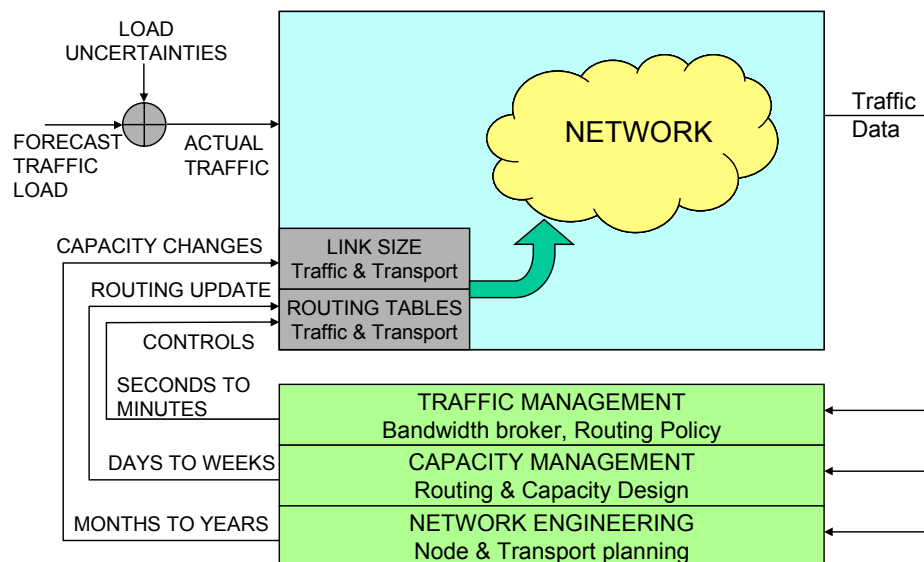 LOAD
UNCERTAINTIES
FORECAST
TRAFFIC
LOAD
ACTUAL
TRAFFIC
NETWORK
Traffic
Data
CAPACITY CHANGES
LINK SIZE
Traffic & Transport
ROUTING UPDATE
ROUTING TABLES
Traffic & Transport
CONTROLS
SECONDS TO
MINUTES
TRAFFIC MANAGEMENT
Bandwidth broker, Routing Policy
DAYS TO WEEKS
CAPACITY MANAGEMENT
Routing & Capacity Design
MONTHS TO YEARS
NETWORK ENGINEERING
Node & Transport planning